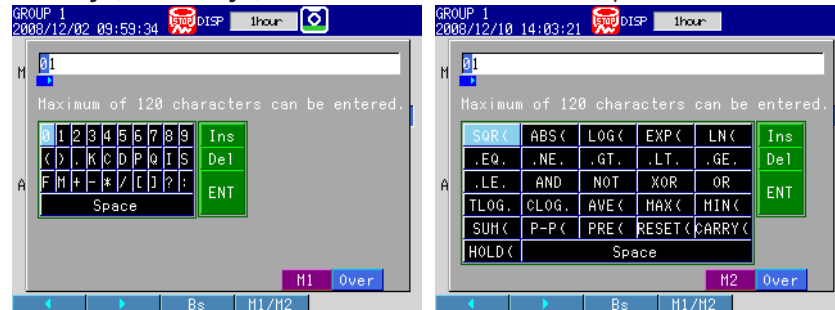 GROUP 1
2008/12/02 09:59:34
STOP
DISP
1hour
M
01
Maximum of 120 characters can be entered.
0 1 2 3 4 5 6 7 8 9
Ins
( ) . K C D P Q I S
Del
A
F M + - * / [ ] ? :
ENT
Space
M1
Over
Bs
M1/M2
GROUP 1
2008/12/10 14:03:21
STOP
DISP
1hour
M
01
Maximum of 120 characters can be entered.
SQR( ABS( LOG( EXP( LN(
Ins
.EQ. .NE. .GT. .LT. .GE.
Del
A
.LE. AND NOT XOR OR
ENT
TLOG. CLOG. AVE( MAX( MIN(
SUM( P-P( PRE( RESET( CARRY(
HOLD( Space
M2
Over
Bs
M1/M2